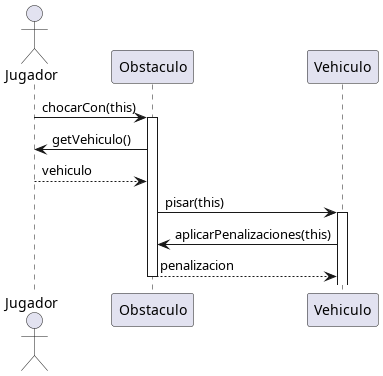 Jugador
Obstaculo
Vehiculo
chocarCon(this)
getVehiculo()
vehiculo
pisar(this)
aplicarPenalizaciones(this)
penalizacion
Jugador
Obstaculo
Vehiculo